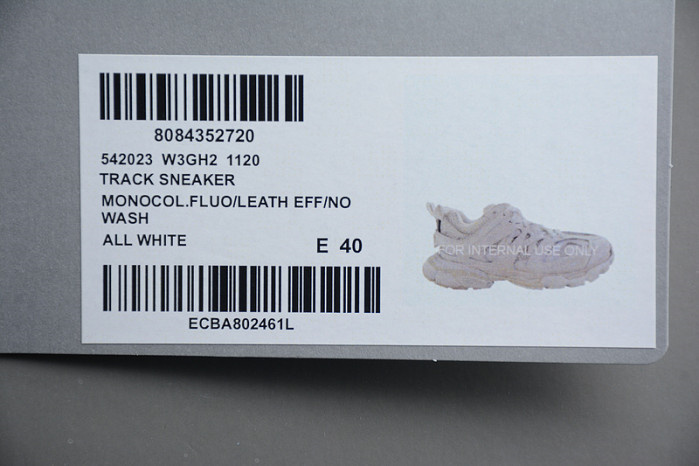 8084352720
542023 W3GH2 1120
TRACK SNEAKER
MONOCOL.FLUO/LEATH EFF/NO
WASH
ALL WHITE
E 40
FOR INTERNAL USE ONLY
ECBA802461L